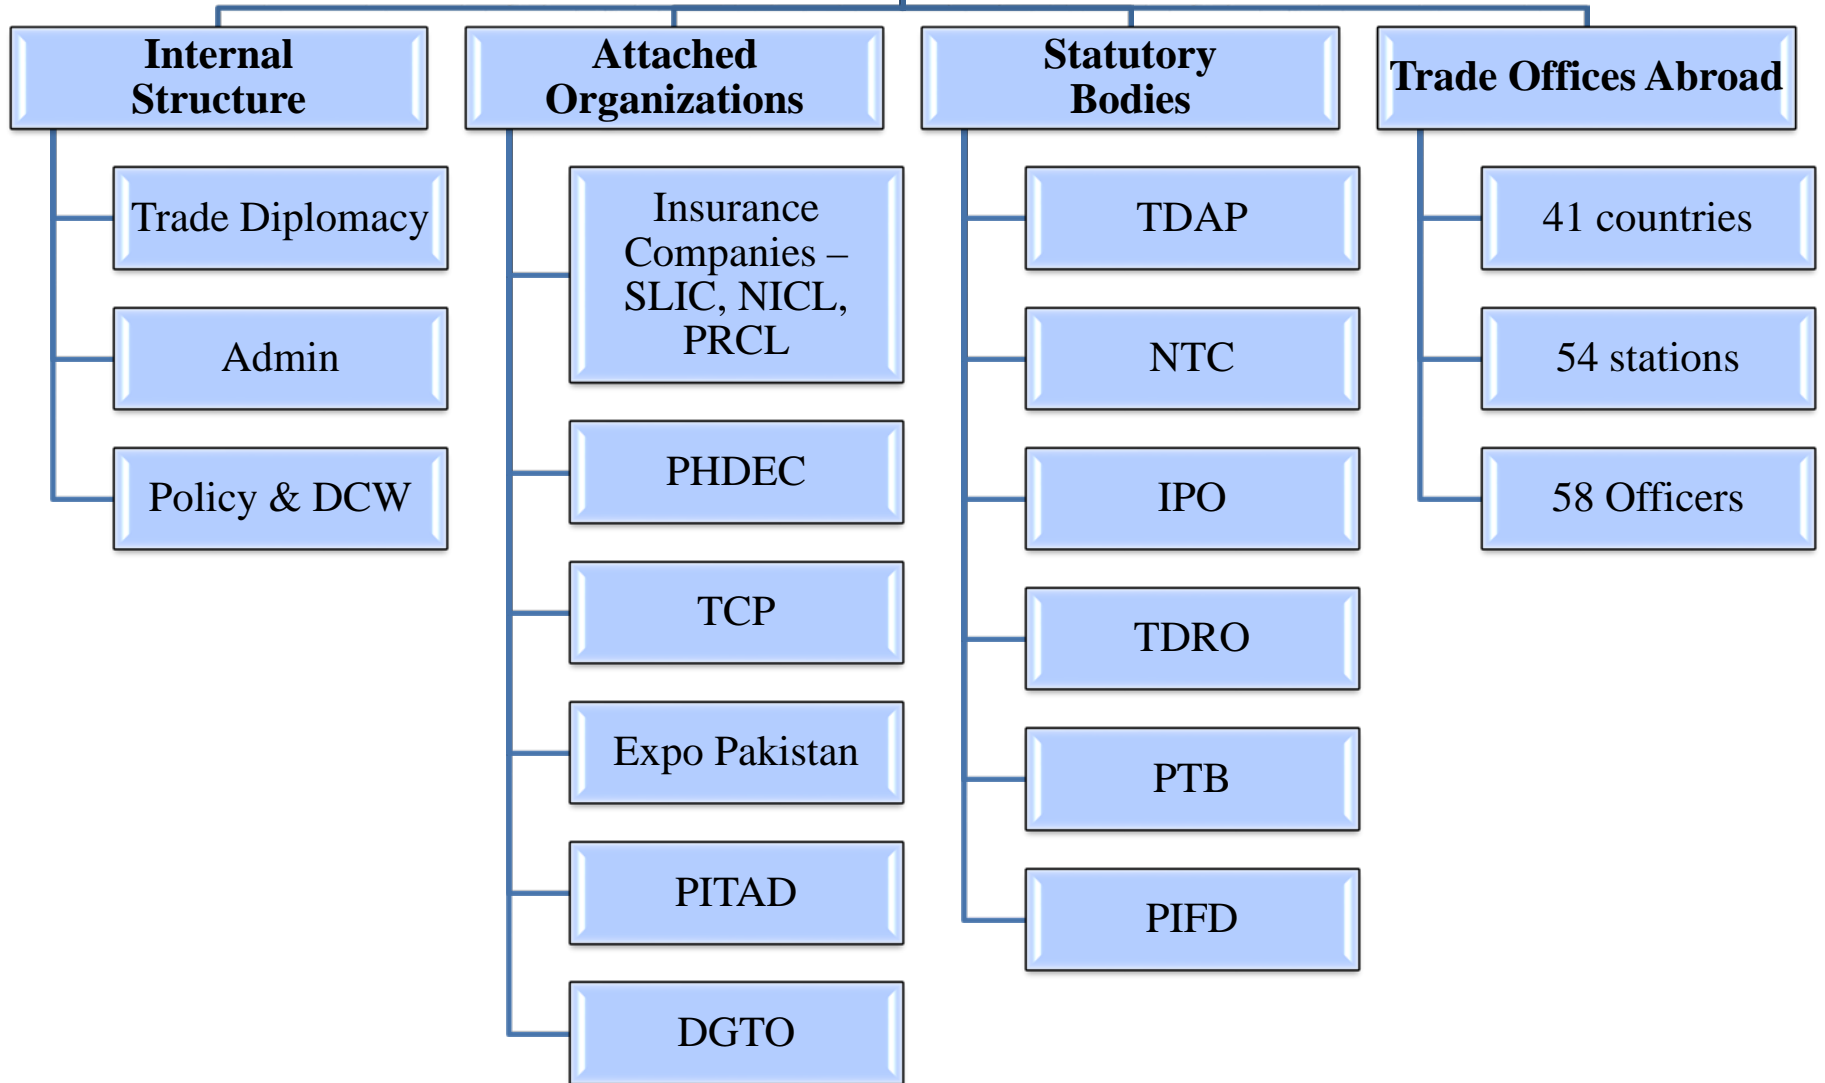 Internal
Structure
Trade Diplomacy
Admin
Policy & DCW
Attached
Organizations
Insurance
Companies –
SLIC, NICL,
PRCL
PHDEC
TCP
Expo Pakistan
PITAD
DGTO
Statutory
Bodies
TDAP
NTC
IPO
TDRO
PTB
PIFD
Trade Offices Abroad
41 countries
54 stations
58 Officers